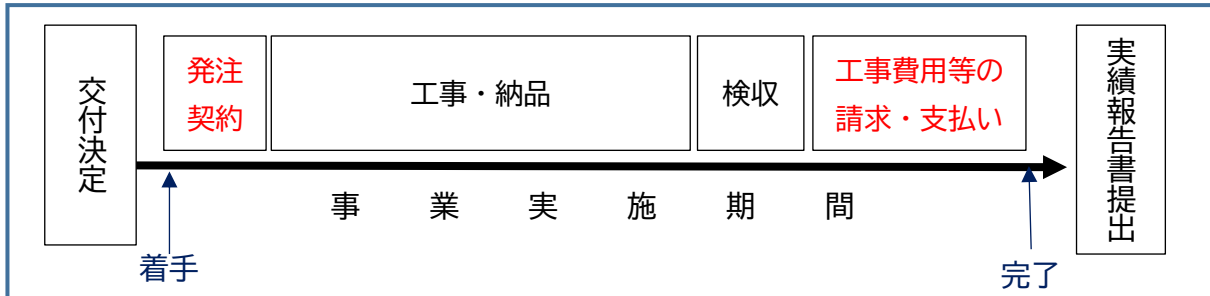 交付決定
発注
契約
工事・納品
検収
工事費用等の
請求・支払い
実績報告書提出
事業実施期間
着手
完了